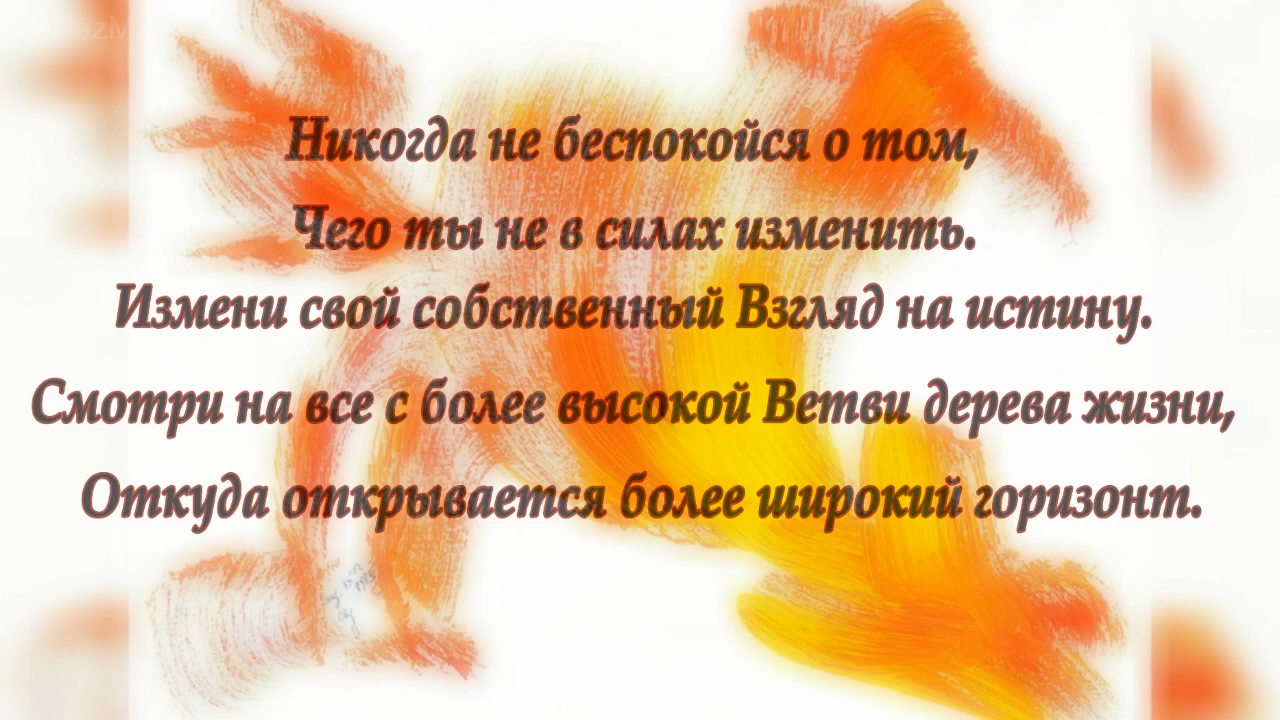 Никогда не беспокойся о том,
Чего ты не в силах изменить.
Измени свой собственный Взгляд на истину.
Смотри на все с более высокой Ветви дерева жизни,
Откуда открывается более широкий горизонт.